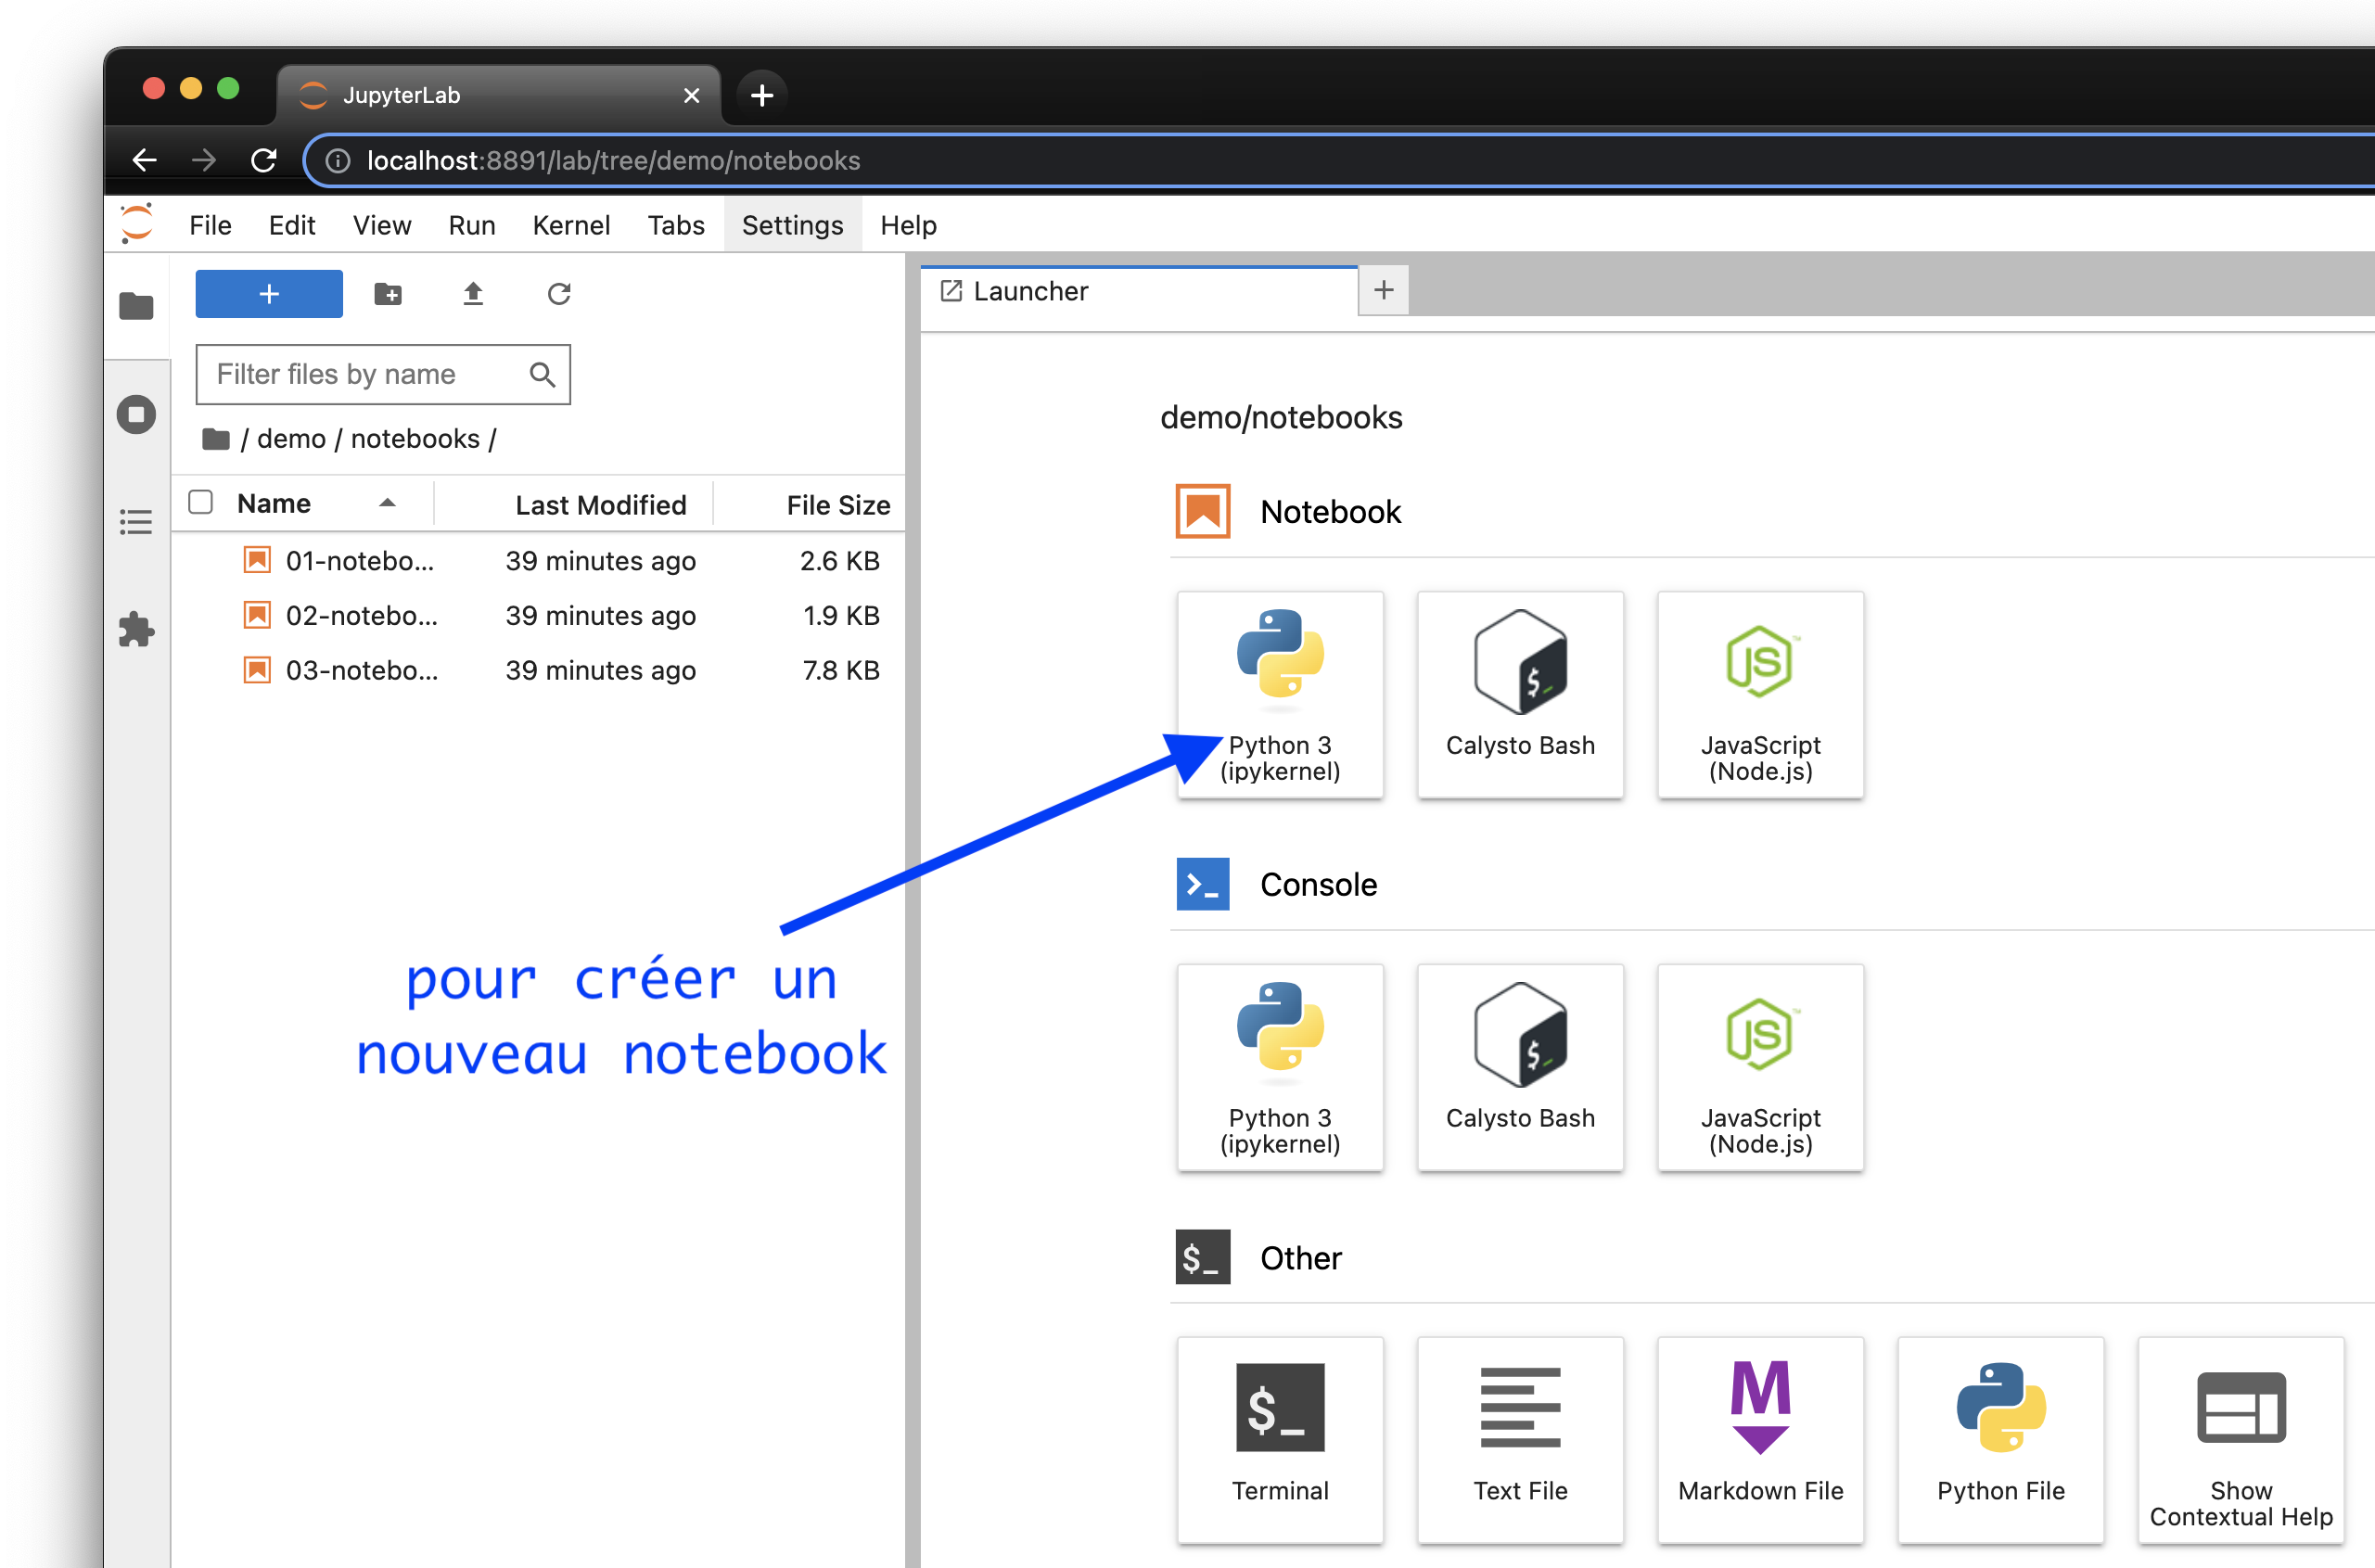 JupyterLab
localhost:8891/lab/tree/demo/notebooks
File Edit View Run Kernel Tabs Settings Help
Launcher
Filter files by name
/ demo / notebooks /
Name Last Modified File Size
01-notebo... 39 minutes ago 2.6 KB
02-notebo... 39 minutes ago 1.9 KB
03-notebo... 39 minutes ago 7.8 KB
pour créer un
nouveau notebook
demo/notebooks
Notebook
Python 3
(ipykernel)
Calysto Bash
JavaScript
(Node.js)
Console
Python 3
(ipykernel)
Calysto Bash
JavaScript
(Node.js)
$_ Other
$_
Terminal
Text File
M
Markdown File
Python File
Show
Contextual Help